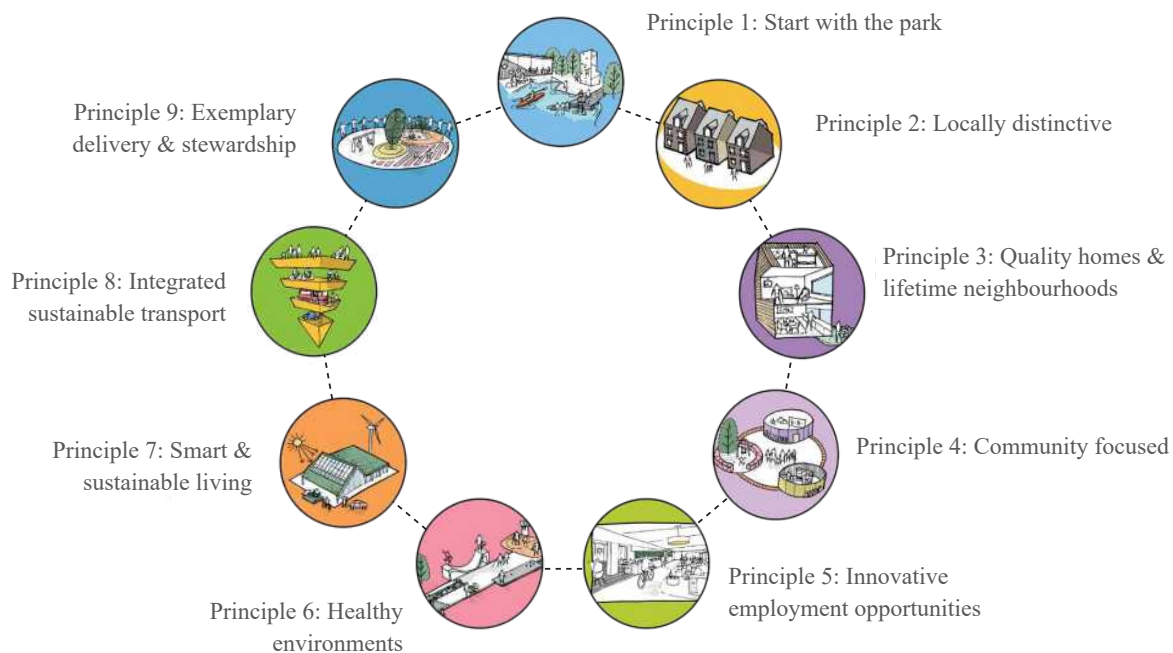 Principle 1: Start with the park
Principle 2: Locally distinctive
Principle 3: Quality homes &
lifetime neighbourhoods
Principle 4: Community focused
Principle 5: Innovative
employment opportunities
Principle 6: Healthy
environments
Principle 7: Smart &
sustainable living
Principle 8: Integrated
sustainable transport
Principle 9: Exemplary
delivery & stewardship